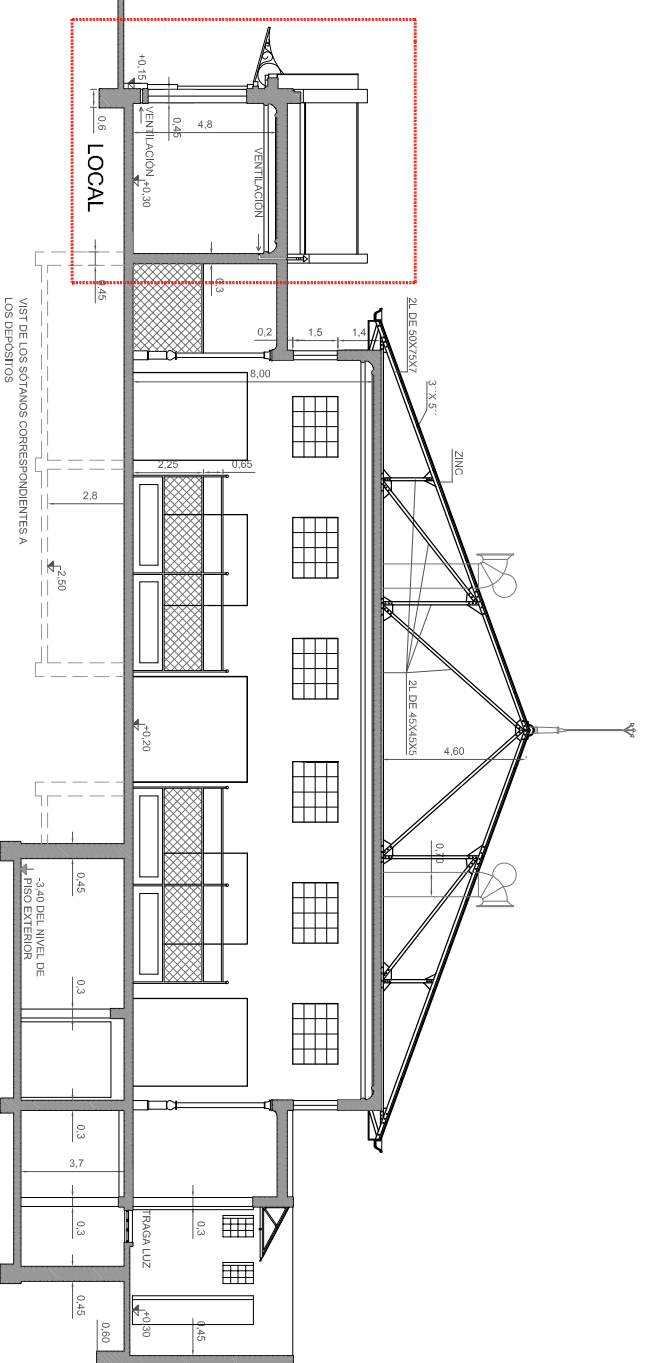 +0,15
VENTILACIÓN
0,45
4,8
VENTILACIÓN
0,6
LOCAL
+0,30
0,45
0,3
VIST DE LOS SÓTANOS CORRESPONDIENTES A
LOS DEPÓSITOS
0,2
1,5
1,4
2L DE 50X75X7
3¨X 5¨
ZINC
8,00
2,25
0,65
2,8
2,50
2L DE 45X45X5
+0,20
4,60
0,70
0,45
-3,40 DEL NIVEL DE
PISO EXTERIOR
0,3
0,3
3,7
0,3
TRAGA LUZ
0,3
0,45
0,60
+0,30
0,45